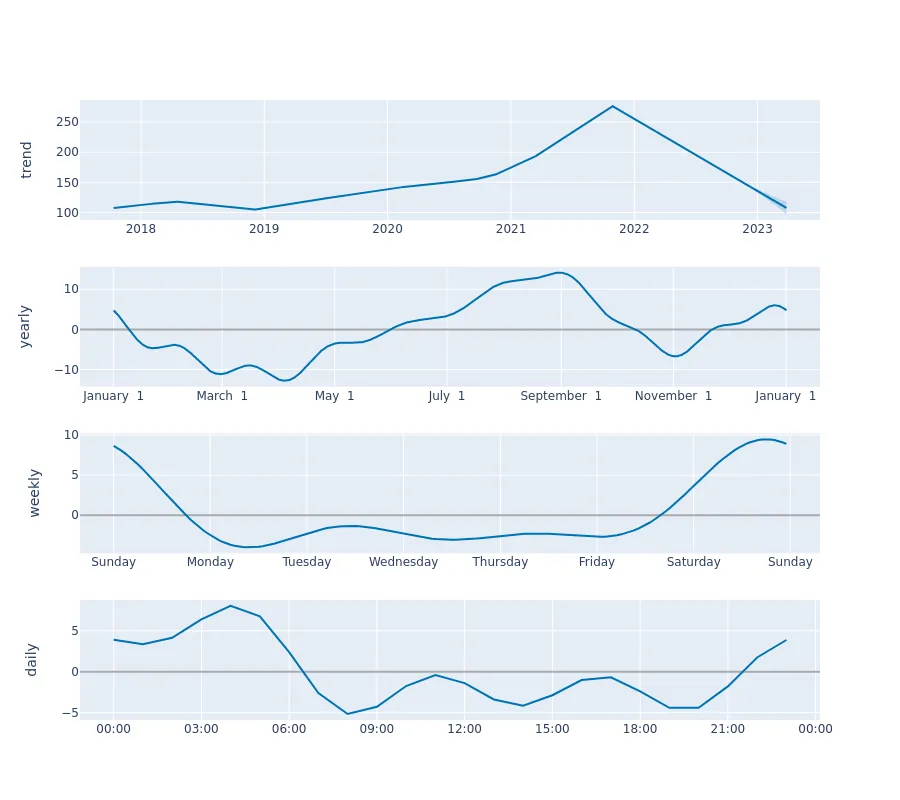 trend
250
200
150
100
2018 2019 2020 2021 2022 2023
yearly
10
0
−10
January 1 March 1 May 1 July 1 September 1 November 1 January 1
weekly
10
5
0
Sunday Monday Tuesday Wednesday Thursday Friday Saturday Sunday
daily
5
0
−5
00:00 03:00 06:00 09:00 12:00 15:00 18:00 21:00 00:00